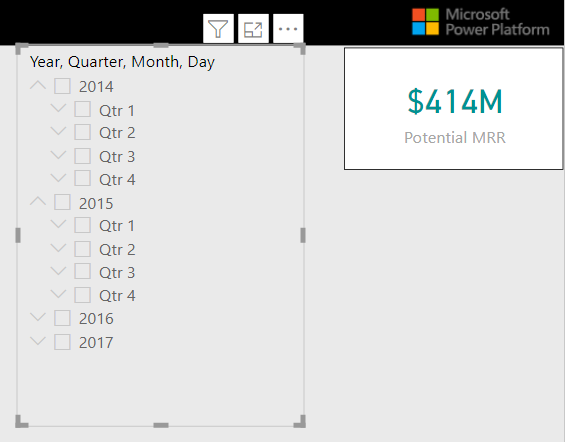 Microsoft
Power Platform
Year, Quarter, Month, Day
2014
Qtr 1
Qtr 2
Qtr 3
Qtr 4
2015
Qtr 1
Qtr 2
Qtr 3
Qtr 4
2016
2017
$414M
Potential MRR